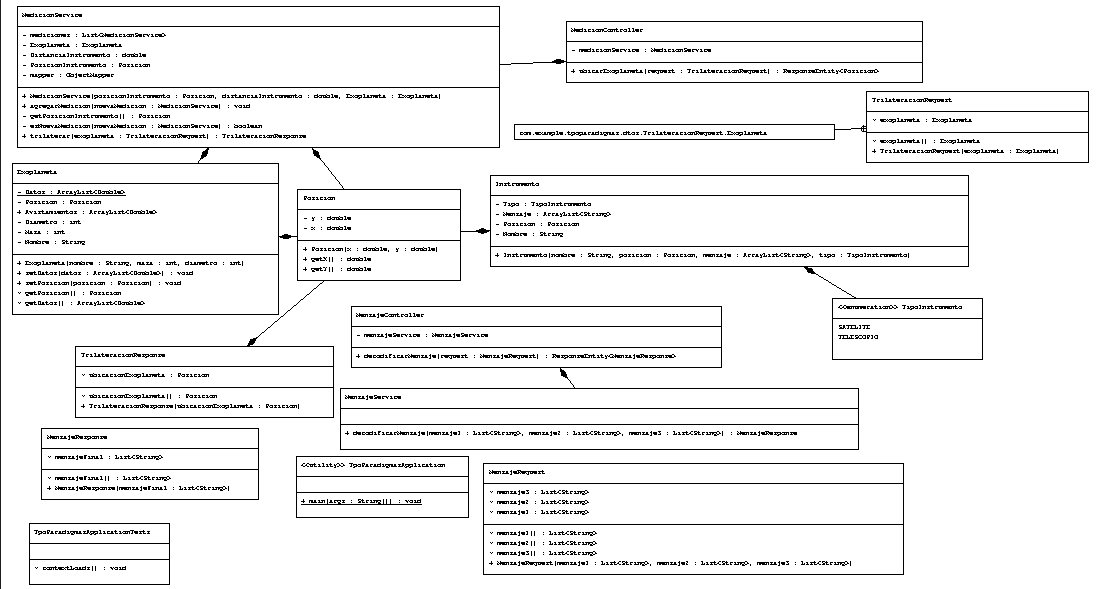 MedicionService
- mediciones : List<MedicionService>
- Exoplaneta : Exoplaneta
- DistanciaInstrumento : double
- PosicionInstrumento : Posicion
- mapper : ObjectMapper
+ MedicionService(posicionInstrumento : Posicion, distanciaInstrumento : double, Exoplaneta : Exoplaneta)
+ agregarMedicion(nuevaMedicion : MedicionService) : void
- getPosicionInstrumento() : Posicion
- esNuevaMedicion(nuevaMedicion : MedicionService) : boolean
+ trilaterar(exoplaneta : TrilateracionRequest) : TrilateracionResponse
MedicionController
- medicionService : MedicionService
+ ubicarExoplaneta(request : TrilateracionRequest) : ResponseEntity<Posicion>
TrilateracionRequest
~ exoplaneta : Exoplaneta
~ exoplaneta() : Exoplaneta
+ TrilateracionRequest(exoplaneta : Exoplaneta)
com.example.tpoparadigmas.dtos.TrilateracionRequest.Exoplaneta
Exoplaneta
- Datos : ArrayList<Double>
- Posicion : Posicion
+ Avistamientos : ArrayList<Double>
- Diametro : int
- Masa : int
- Nombre : String
+ Exoplaneta(nombre : String, masa : int, diametro : int)
+ setDatos(datos : ArrayList<Double>) : void
+ setPosicion(posicion : Posicion) : void
~ getPosicion() : Posicion
~ getDatos() : ArrayList<Double>
Posicion
- y : double
- x : double
+ Posicion(x : double, y : double)
+ getX() : double
+ getY() : double
Instrumento
- Tipo : TipoInstrumento
- Mensaje : ArrayList<String>
- Posicion : Posicion
- Nombre : String
+ Instrumento(nombre : String, posicion : Posicion, mensaje : ArrayList<String>, tipo : TipoInstrumento)
<<enumeration>> TipoInstrumento
SATELITE
TELESCOPIO
MensajeController
- mensajeService : MensajeService
+ decodificarMensaje(request : MensajeRequest) : ResponseEntity<MensajeResponse>
TrilateracionResponse
~ ubicacionExoplaneta : Posicion
~ ubicacionExoplaneta() : Posicion
+ TrilateracionResponse(ubicacionExoplaneta : Posicion)
MensajeService
+ decodificarMensaje(mensaje1 : List<String>, mensaje2 : List<String>, mensaje3 : List<String>) : MensajeResponse
MensajeResponse
~ mensajeFinal : List<String>
~ mensajeFinal() : List<String>
+ MensajeResponse(mensajeFinal : List<String>)
<<utility>> TpoParadigmasApplication
+ main(args : String[]) : void
MensajeRequest
~ mensaje3 : List<String>
~ mensaje2 : List<String>
~ mensaje1 : List<String>
~ mensaje1() : List<String>
~ mensaje2() : List<String>
~ mensaje3() : List<String>
+ MensajeRequest(mensaje1 : List<String>, mensaje2 : List<String>, mensaje3 : List<String>)
TpoParadigmasApplicationTests
~ contextLoads() : void